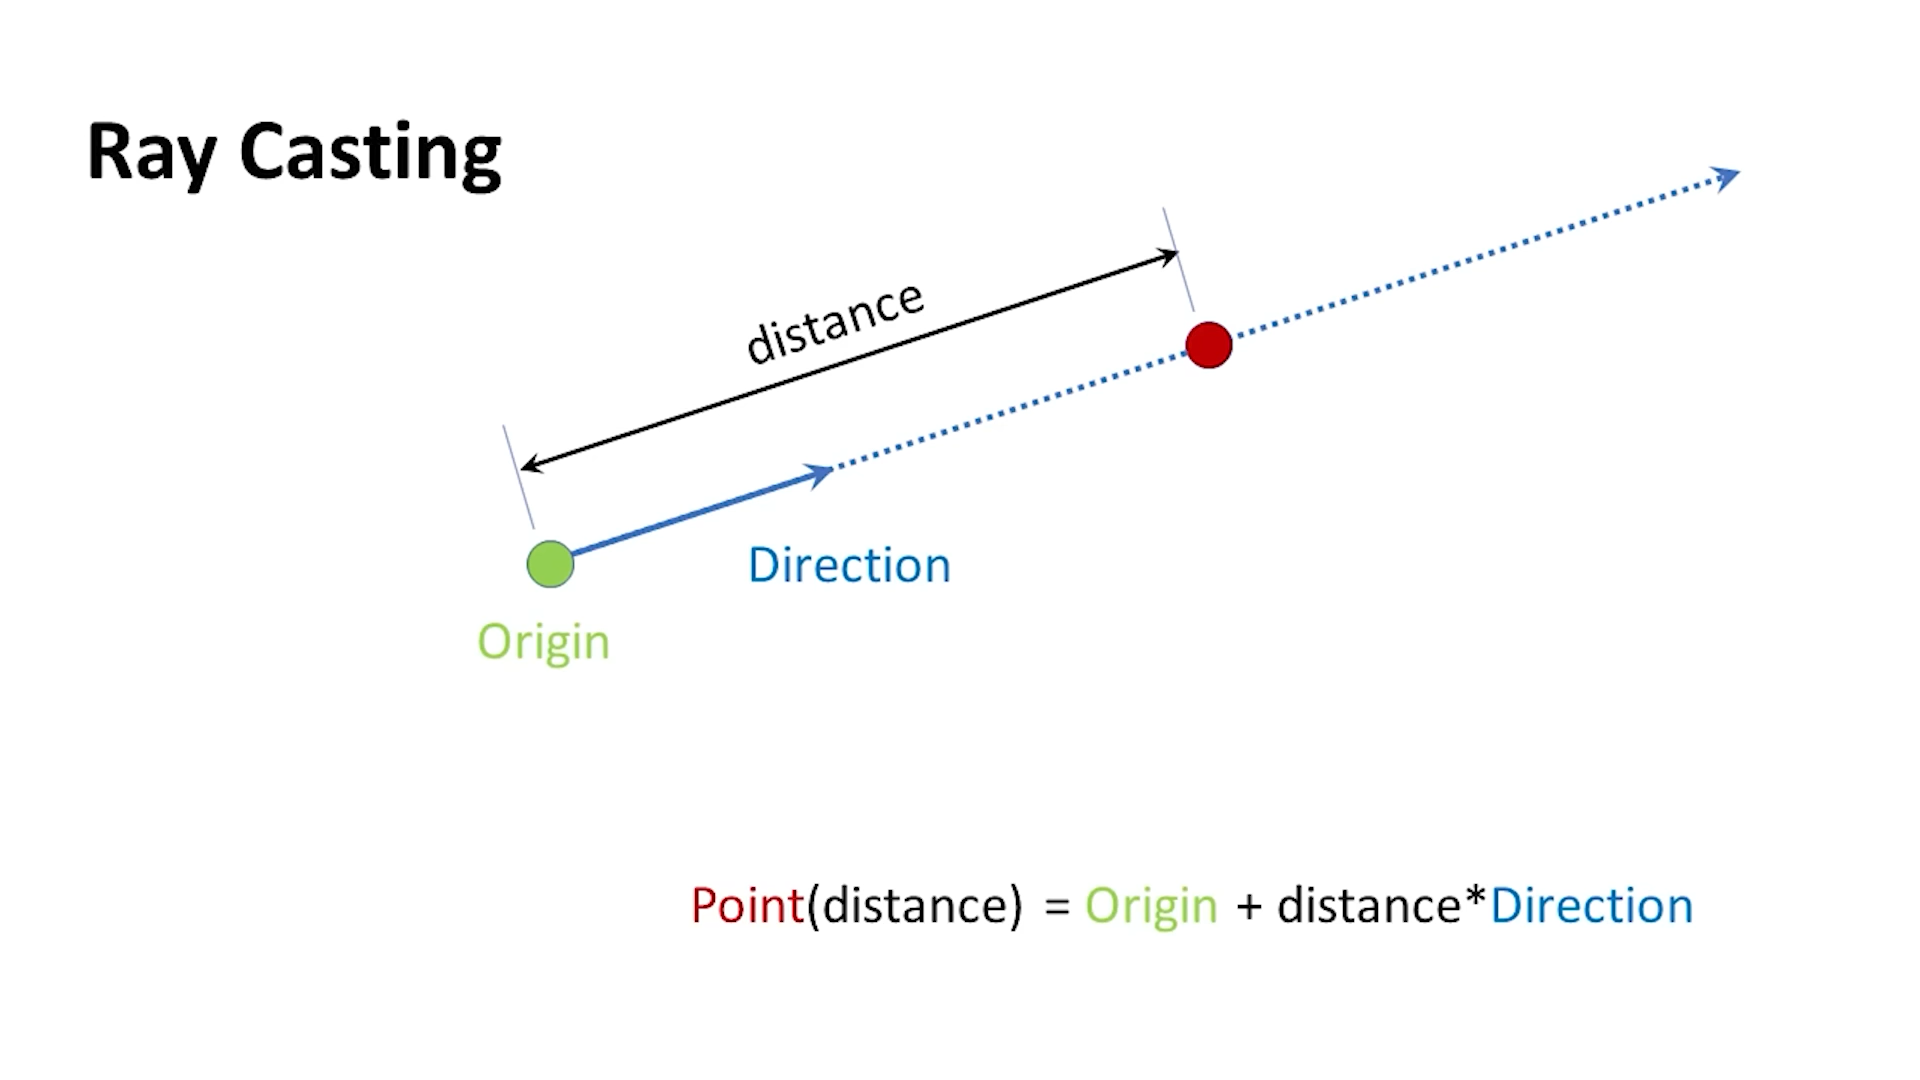 Ray Casting
distance
Direction
Origin
Point(distance) = Origin + distance*Direction